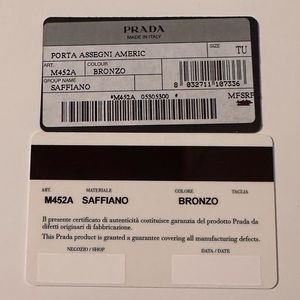 PRADA
MADE IN ITALY
PORTA ASSEGNI AMERIC
SIZE
TU
ART.
COLOUR
M452A
BRONZO
GROUP NAME
SAFFIANO
8 032711 107336
*M452A 05305300 *
MFSRF
ART.
MATERIALE
COLORE
TAGLIA
M452A
SAFFIANO
BRONZO
Il presente certificato di autenticità costituisce garanzia del prodotto Prada da
difetti originari di fabbricazione.
This Prada product is granted a guarantee covering all manufacturing defects.
NEGOZIO / SHOP
DATA / DATE